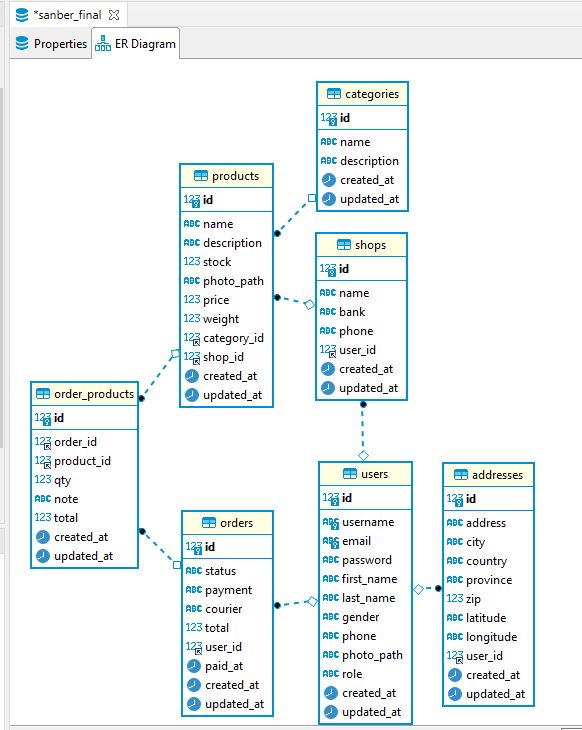 *sanber_final
Properties
ER Diagram
categories
123 id
ABC name
ABC description
created_at
updated_at
products
123 id
ABC name
ABC description
123 stock
ABC photo_path
123 price
123 weight
123 category_id
123 shop_id
created_at
updated_at
shops
123 id
ABC name
ABC bank
ABC phone
123 user_id
created_at
updated_at
order_products
123 id
123 order_id
123 product_id
123 qty
ABC note
123 total
created_at
updated_at
orders
123 id
ABC status
ABC payment
ABC courier
123 total
123 user_id
paid_at
created_at
updated_at
users
123 id
ABC username
ABC email
ABC password
ABC first_name
ABC last_name
ABC gender
ABC phone
ABC photo_path
ABC role
created_at
updated_at
addresses
123 id
ABC address
ABC city
ABC country
ABC province
123 zip
ABC latitude
ABC longitude
123 user_id
created_at
updated_at